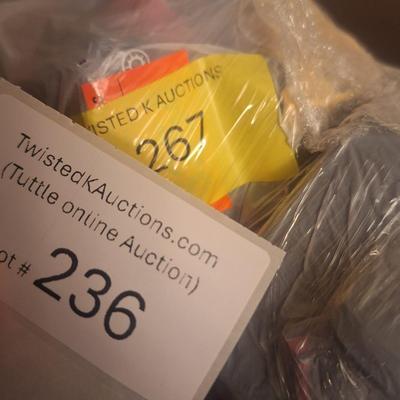 TWISTED K AUCTIONS
267
TwistedKAuctions.com
(Tuttle online Auction)
ot # 236